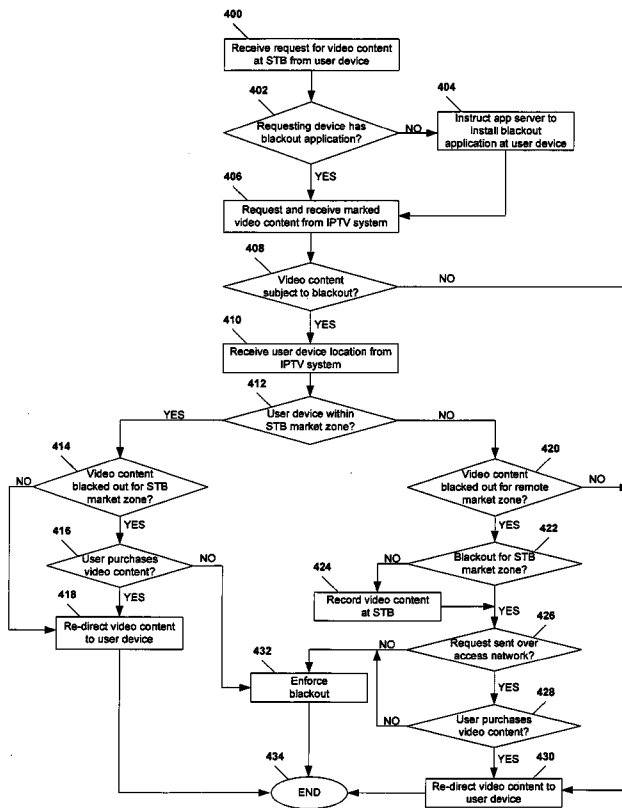 400
Receive request for video content
at STB from user device
402
Requesting device has
blackout application?
NO
404
Instruct app server to
install blackout
application at user device
YES
406
Request and receive marked
video content from IPTV system
408
Video content
subject to blackout?
NO
YES
410
Receive user device location from
IPTV system
412
YES
User device within
STB market zone?
NO
414
NO
Video content
blacked out for STB
market zone?
YES
420
Video content
blacked out for remote
market zone?
NO
YES
416
User purchases
video content?
NO
YES
422
NO
Blackout for STB
market zone?
YES
424
Record video content
at STB
418
Re-direct video content
to user device
426
NO
Request sent over
access network?
YES
432
Enforce
blackout
428
NO
User purchases
video content?
YES
434
END
430
Re-direct video content to
user device